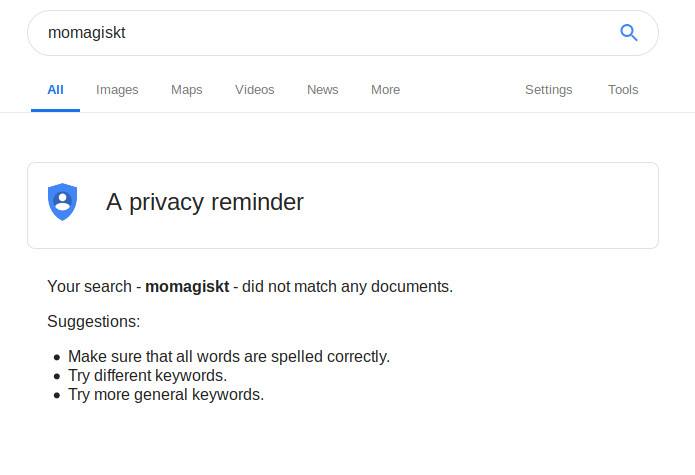 momagiskt
All Images Maps Videos News More Settings Tools
A privacy reminder
Your search - momagiskt - did not match any documents.
Suggestions:
• Make sure that all words are spelled correctly.
• Try different keywords.
• Try more general keywords.